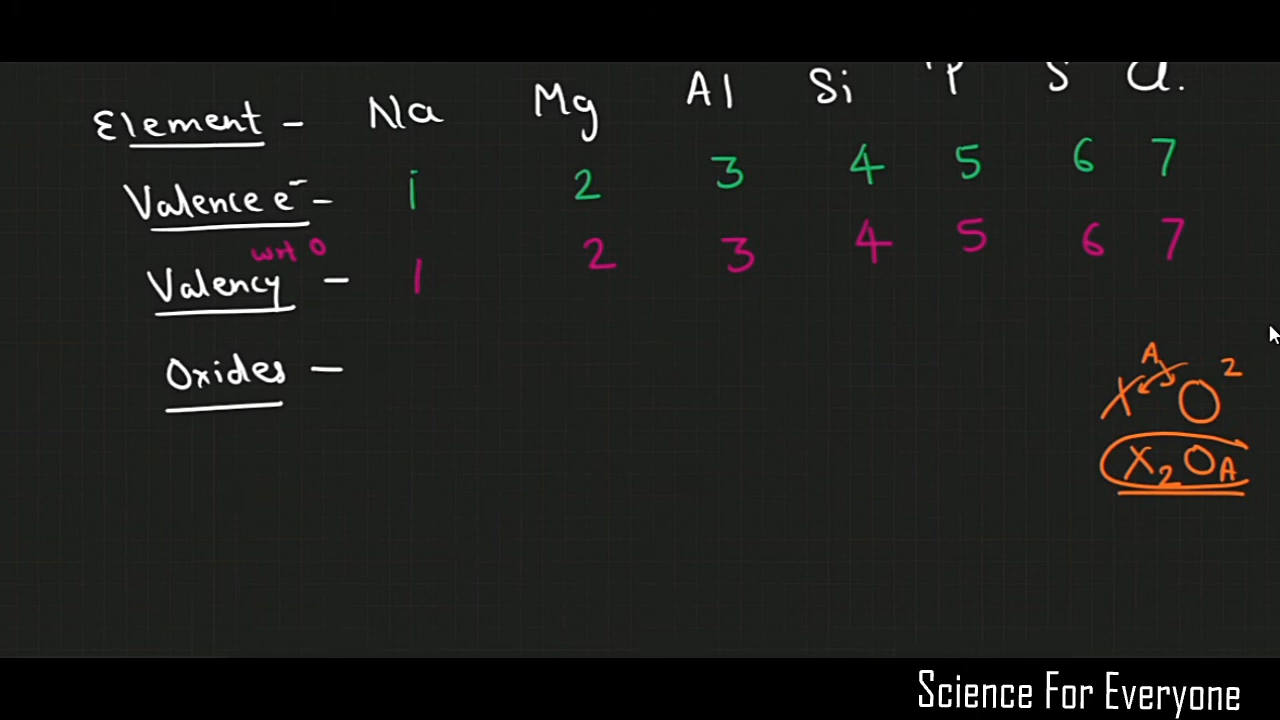 Element - Na Mg Al Si P S Cl.
Valence e⁻ - 1 2 3 4 5 6 7
wrt O
Valency - 1 2 3 4 5 6 7
Oxides -
A
X O 2
X₂O_A
Science For Everyone